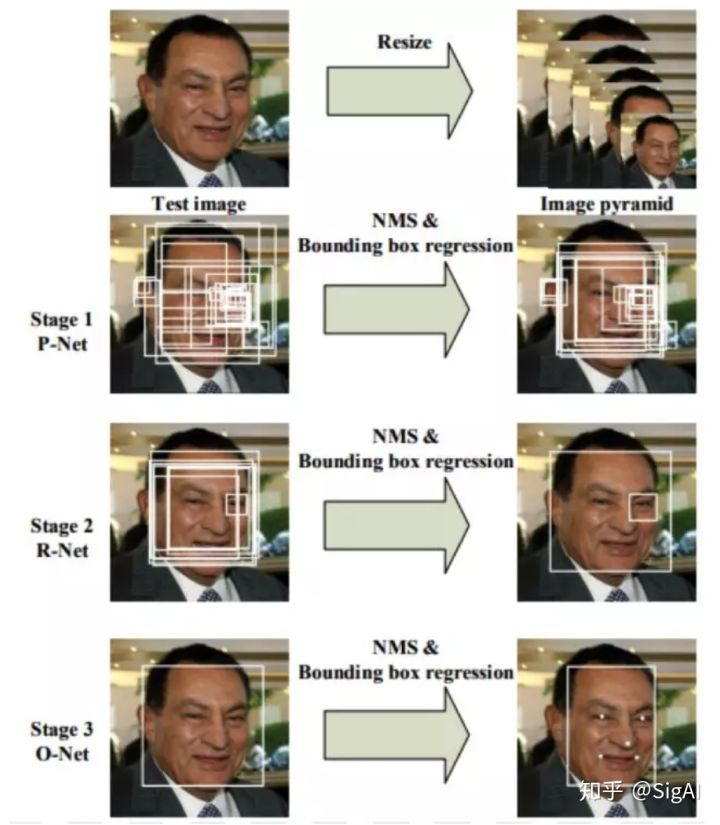 Resize
Test image
Image pyramid
NMS &
Bounding box regression
Stage 1
P-Net
NMS &
Bounding box regression
Stage 2
R-Net
NMS &
Bounding box regression
Stage 3
O-Net
知乎 @SigAI